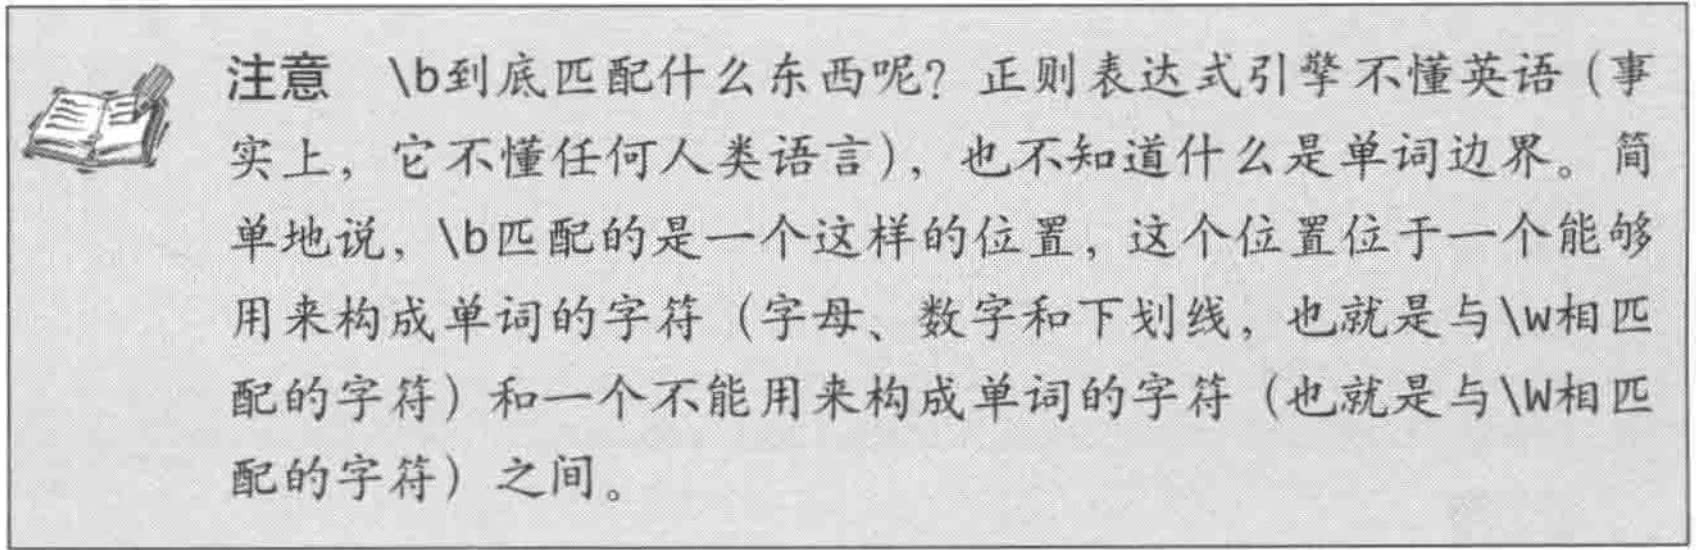 注意 \b到底匹配什么东西呢？正则表达式引擎不懂英语（事
实上，它不懂任何人类语言），也不知道什么是单词边界。简
单地说，\b匹配的是一个这样的位置，这个位置位于一个能够
用来构成单词的字符（字母、数字和下划线，也就是与\w相匹
配的字符）和一个不能用来构成单词的字符（也就是与\W相匹
配的字符）之间。